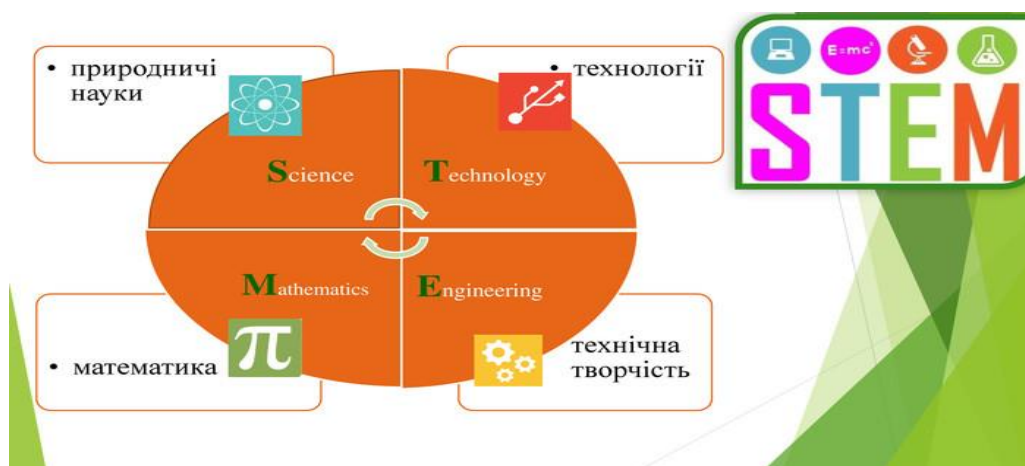 • природничі
науки
• технології
E=mc²
STEM
Science
Technology
Mathematics
Engineering
• математика
π
технічна
творчість